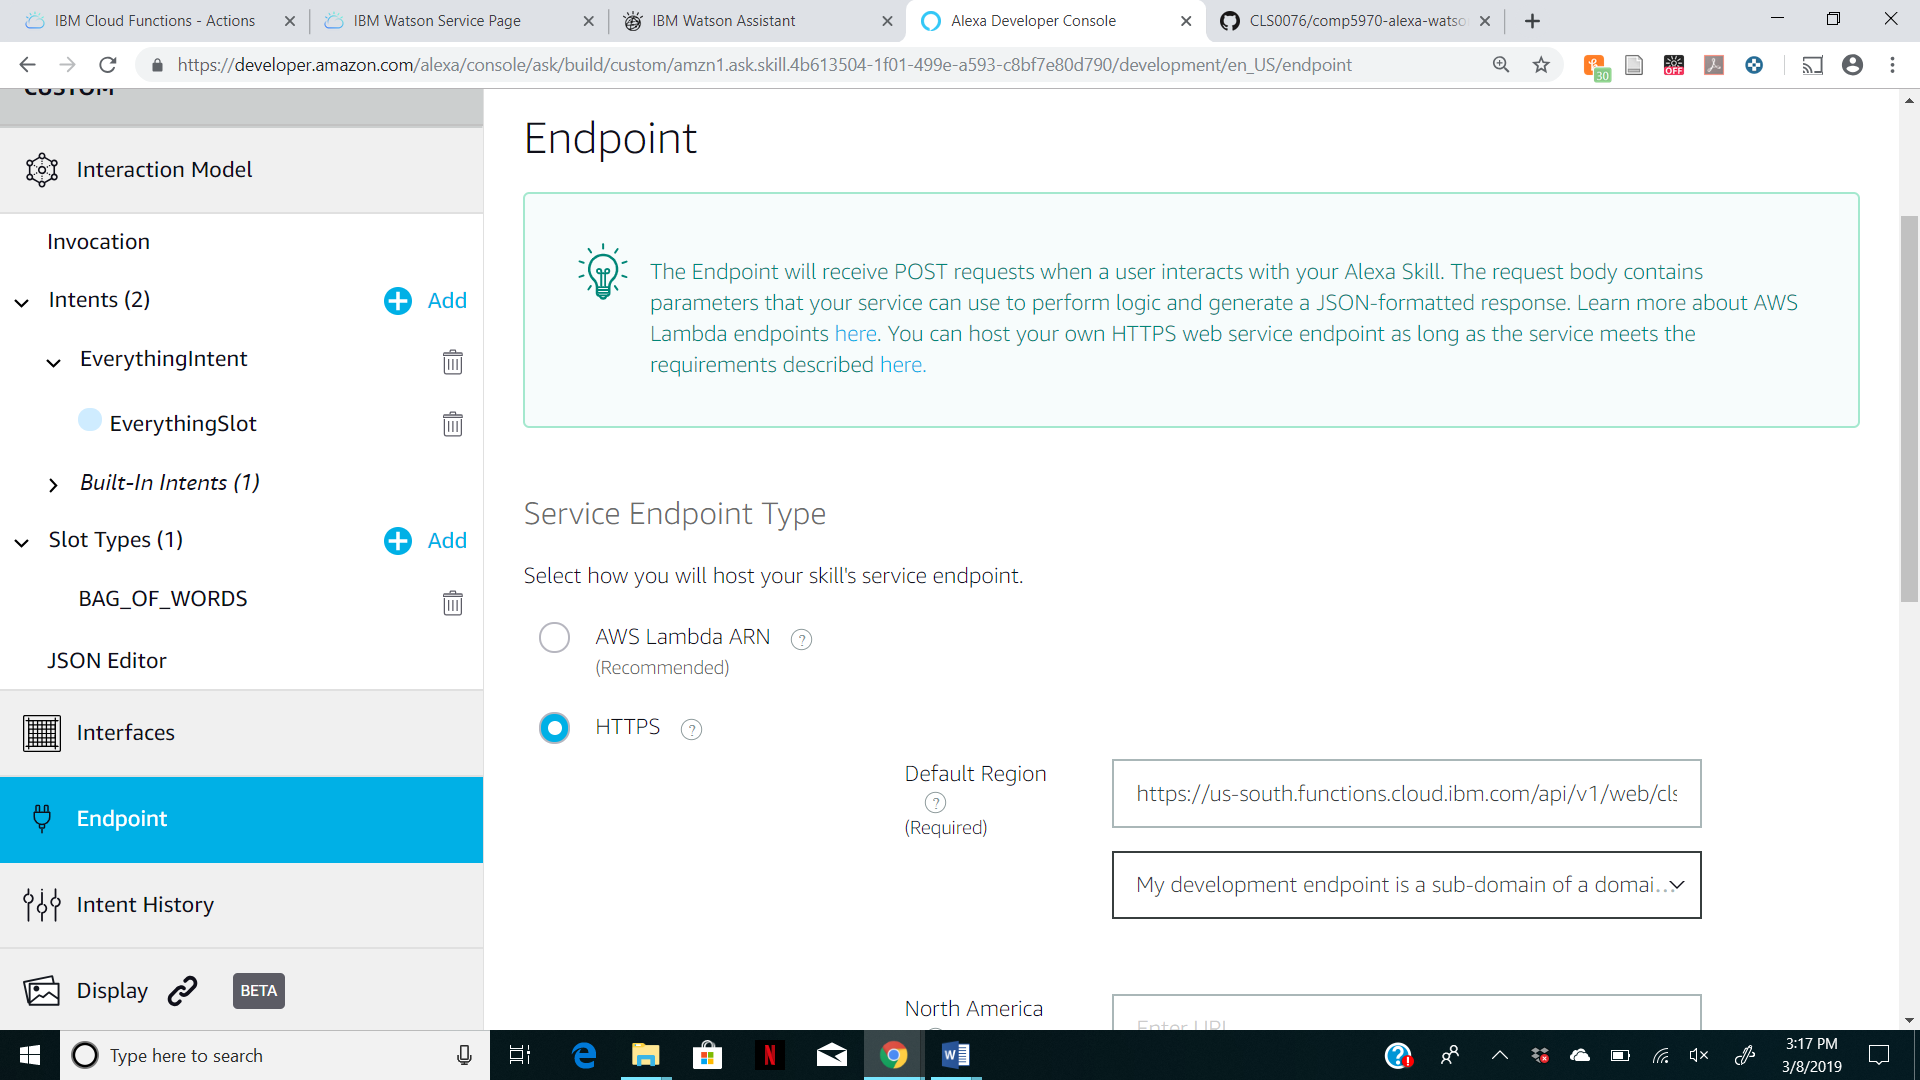 IBM Cloud Functions - Actions
IBM Watson Service Page
IBM Watson Assistant
Alexa Developer Console
CLS0076/comp5970-alexa-watso
https://developer.amazon.com/alexa/console/ask/build/custom/amzn1.ask.skill.4b613504-1f01-499e-a593-c8bf7e80d790/development/en_US/endpoint
30
OFF
CUSTOM
Interaction Model
Invocation
Intents (2)
Add
EverythingIntent
EverythingSlot
Built-In Intents (1)
Slot Types (1)
Add
BAG_OF_WORDS
JSON Editor
Interfaces
Endpoint
Intent History
Display
BETA
Endpoint
The Endpoint will receive POST requests when a user interacts with your Alexa Skill. The request body contains
parameters that your service can use to perform logic and generate a JSON-formatted response. Learn more about AWS
Lambda endpoints here. You can host your own HTTPS web service endpoint as long as the service meets the
requirements described here.
Service Endpoint Type
Select how you will host your skill's service endpoint.
AWS Lambda ARN ?
(Recommended)
HTTPS ?
Default Region
?
(Required)
https://us-south.functions.cloud.ibm.com/api/v1/web/cls
My development endpoint is a sub-domain of a domai...
North America
Enter URL
Type here to search
3:17 PM
3/8/2019